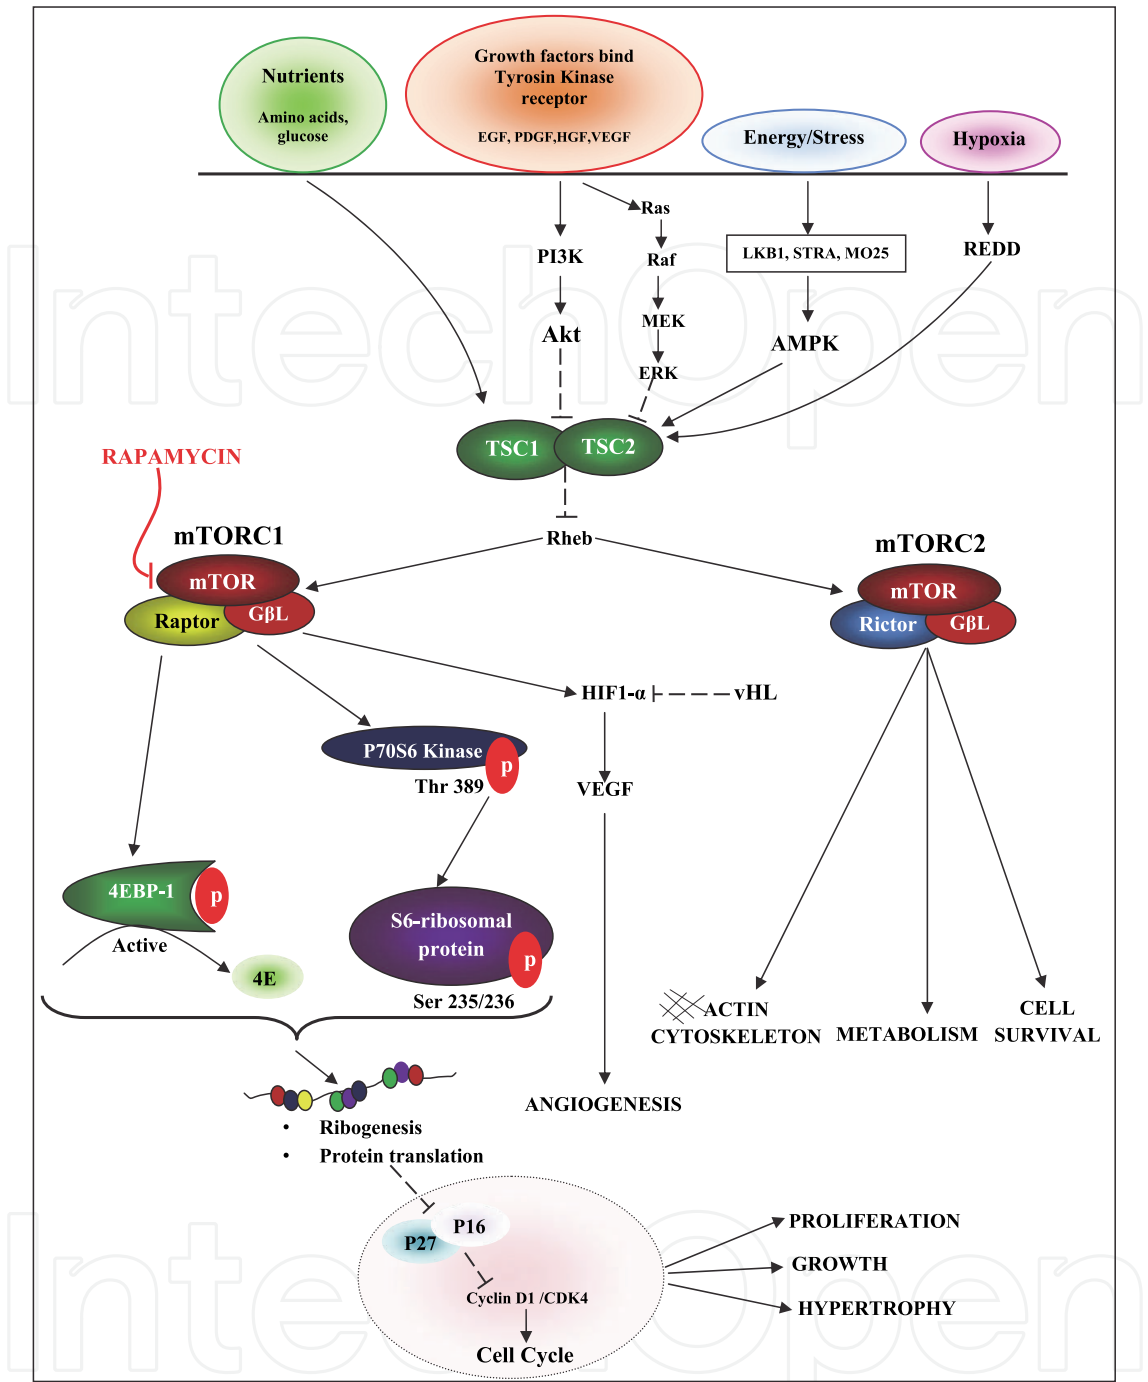 Nutrients
Amino acids,
glucose
Growth factors bind
Tyrosin Kinase
receptor
EGF, PDGF,HGF,VEGF
Energy/Stress
Hypoxia
Ras
PI3K
Raf
LKB1, STRA, MO25
REDD
MEK
Akt
AMPK
ERK
TSC1
TSC2
RAPAMYCIN
Rheb
mTORC1
mTORC2
mTOR
Raptor
GβL
mTOR
Rictor
GβL
HIF1-α
vHL
P70S6 Kinase
p
Thr 389
VEGF
4EBP-1
p
Active
4E
S6-ribosomal
protein
p
Ser 235/236
ACTIN
CYTOSKELETON
METABOLISM
CELL
SURVIVAL
ANGIOGENESIS
• Ribogenesis
• Protein translation
P16
P27
Cyclin D1 /CDK4
Cell Cycle
PROLIFERATION
GROWTH
HYPERTROPHY
IntechOpen
IntechOpen